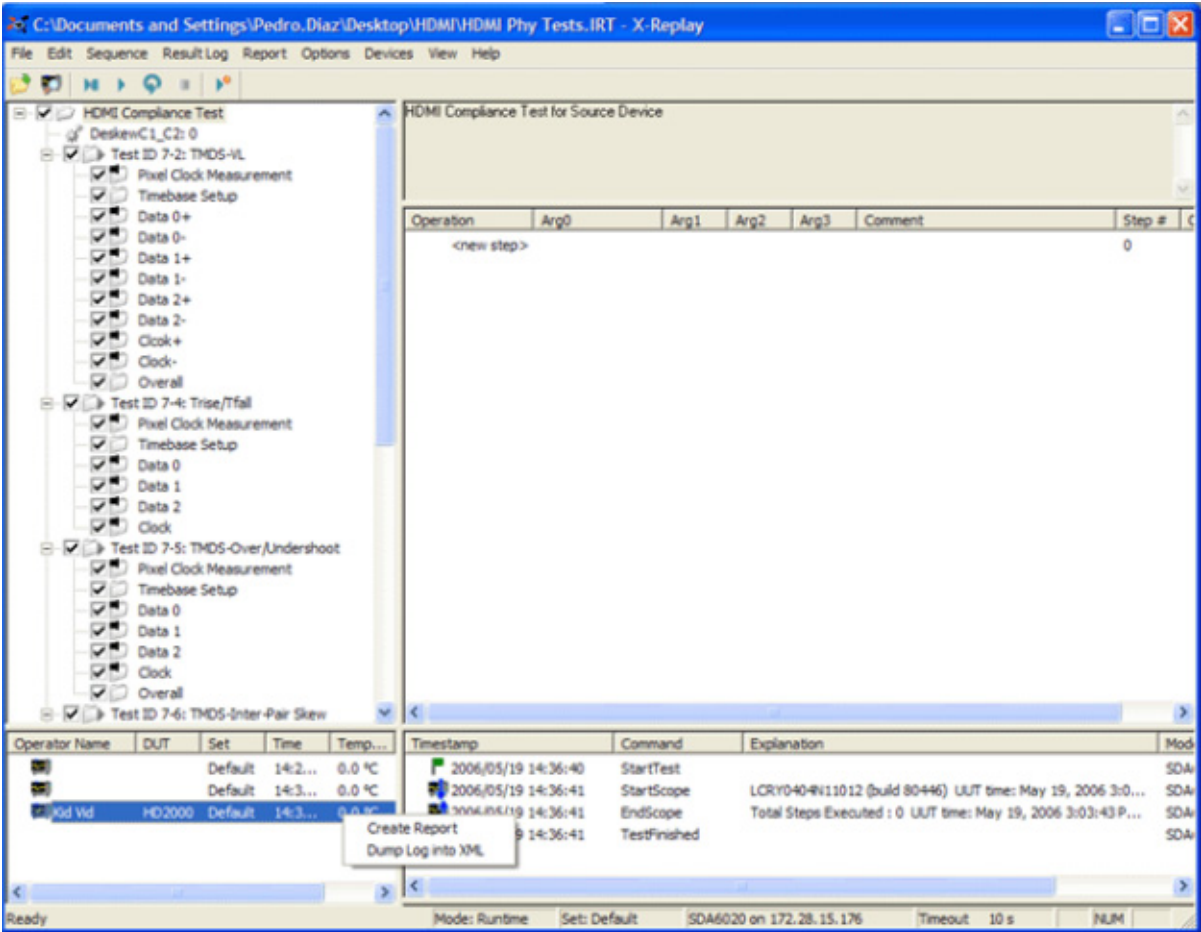 C:\Documents and Settings\Pedro.Diaz\Desktop\HDMI\HDMI Phy Tests.IRT - X-Replay
File Edit Sequence ResultLog Report Options Devices View Help
HDMI Compliance Test
DeskewC1_C2: 0
Test ID 7-2: TMDS-VL
Pixel Clock Measurement
Timebase Setup
Data 0+
Data 0-
Data 1+
Data 1-
Data 2+
Data 2-
Clcok+
Clock-
Overall
Test ID 7-4: Trise/Tfall
Pixel Clock Measurement
Timebase Setup
Data 0
Data 1
Data 2
Clock
Test ID 7-5: TMDS-Over/Undershoot
Pixel Clock Measurement
Timebase Setup
Data 0
Data 1
Data 2
Clock
Overall
Test ID 7-6: TMDS-Inter-Pair Skew
HDMI Compliance Test for Source Device
Operation Arg0 Arg1 Arg2 Arg3 Comment Step #
<new step> 0
Operator Name DUT Set Time Temp...
Default 14:2... 0.0 °C
Default 14:3... 0.0 °C
Kid Vid HD2000 Default 14:3... 0.0 °C
Create Report
Dump Log into XML
Timestamp Command Explanation
2006/05/19 14:36:40 StartTest
2006/05/19 14:36:41 StartScope LCRY0404N11012 (build 80446) UUT time: May 19, 2006 3:0...
2006/05/19 14:36:41 EndScope Total Steps Executed : 0 UUT time: May 19, 2006 3:03:43 P...
9 14:36:41 TestFinished
Ready Mode: Runtime Set: Default SDA6020 on 172.28.15.176 Timeout 10 s NUM